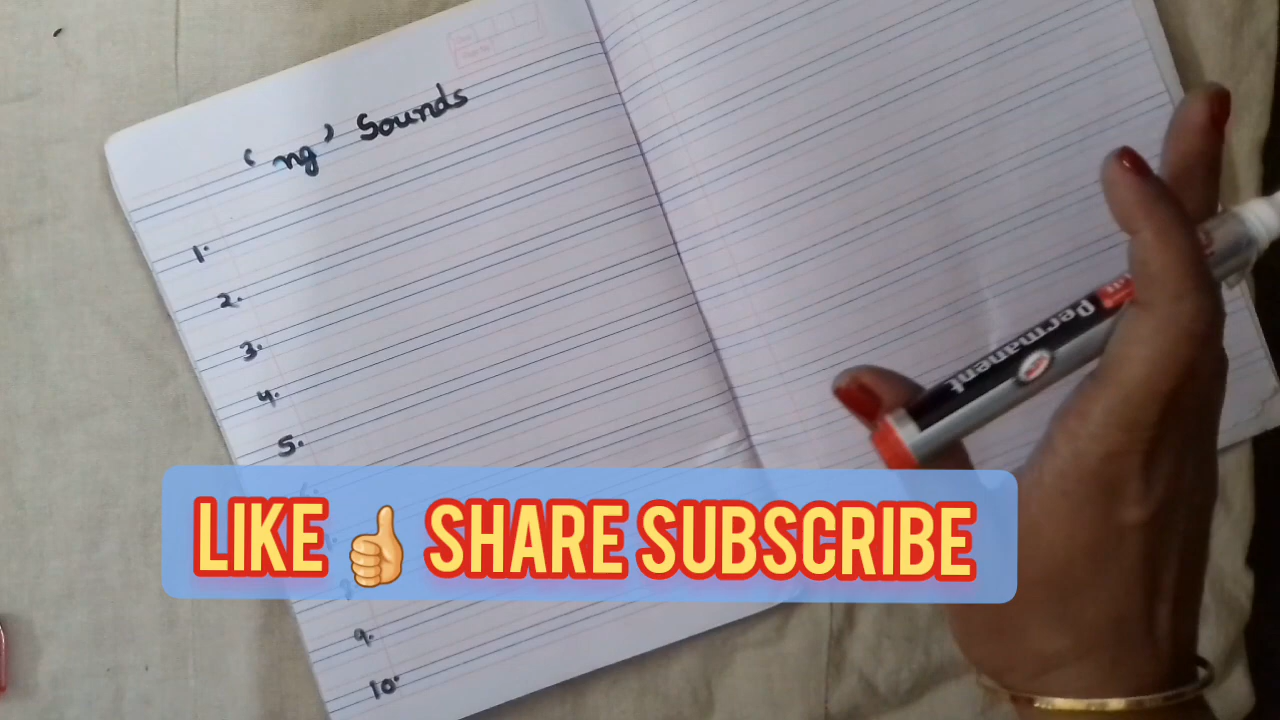 ‘ng’ Sounds
1.
2.
3.
4.
5.
9.
10.
Permanent
LIKE 👍 SHARE SUBSCRIBE